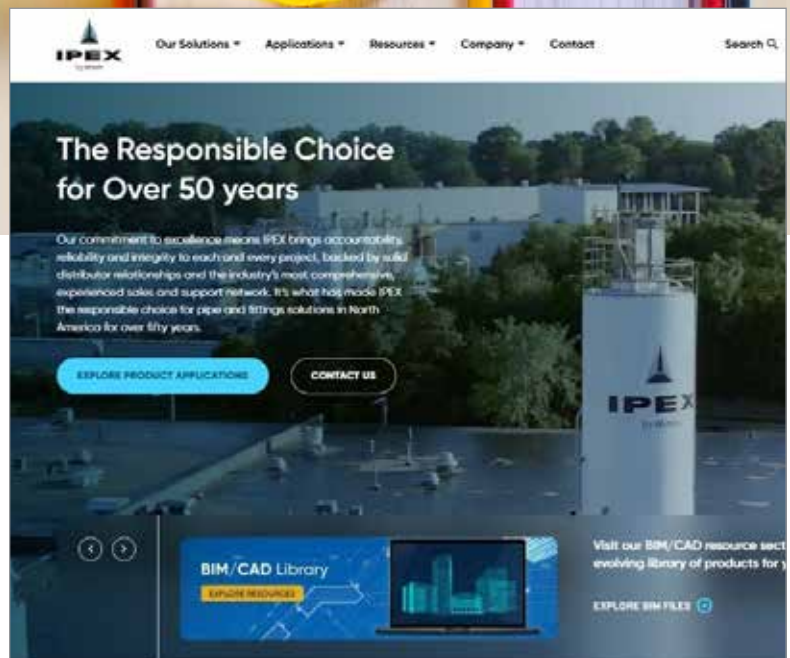 IPEX
by aliaxis
Our Solutions Applications Resources Company Contact Search
The Responsible Choice
for Over 50 years
Our commitment to excellence means IPEX brings accountability,
reliability and integrity to each and every project, backed by solid
distributor relationships and the industry's most comprehensive,
experienced sales and support network. It's what has made IPEX
the responsible choice for pipe and fittings solutions in North
America for over fifty years.
EXPLORE PRODUCT APPLICATIONS CONTACT US
IPEX
by aliaxis
BIM/CAD Library
EXPLORE RESOURCES
Visit our BIM/CAD resource sect
evolving library of products for y
EXPLORE BIM FILES